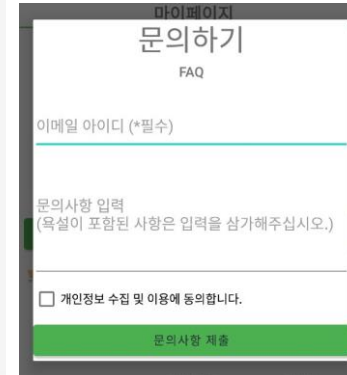 마이페이지
문의하기
FAQ
이메일 아이디 (*필수)
문의사항 입력
(욕설이 포함된 사항은 입력을 삼가해주십시오.)
개인정보 수집 및 이용에 동의합니다.
문의사항 제출